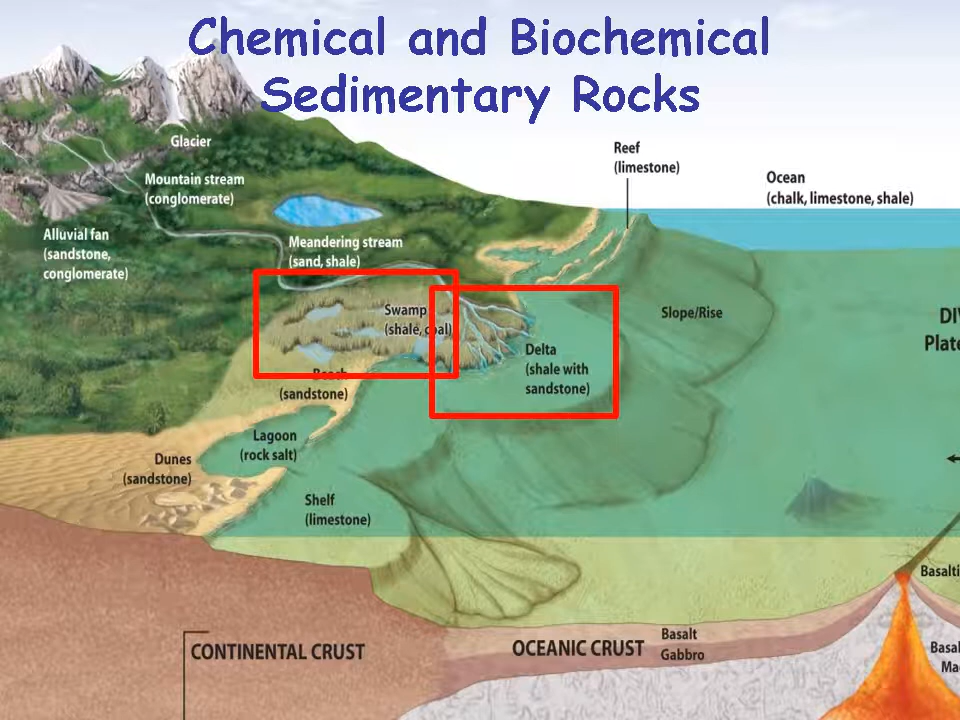 Chemical and Biochemical
Sedimentary Rocks
Glacier
Mountain stream
(conglomerate)
Alluvial fan
(sandstone,
conglomerate)
Meandering stream
(sand, shale)
Reef
(limestone)
Ocean
(chalk, limestone, shale)
Swamp
(shale, coal)
Slope/Rise
Delta
(shale with
sandstone)
Beach
(sandstone)
Lagoon
(rock salt)
Dunes
(sandstone)
Shelf
(limestone)
CONTINENTAL CRUST
OCEANIC CRUST
Basalt
Gabbro